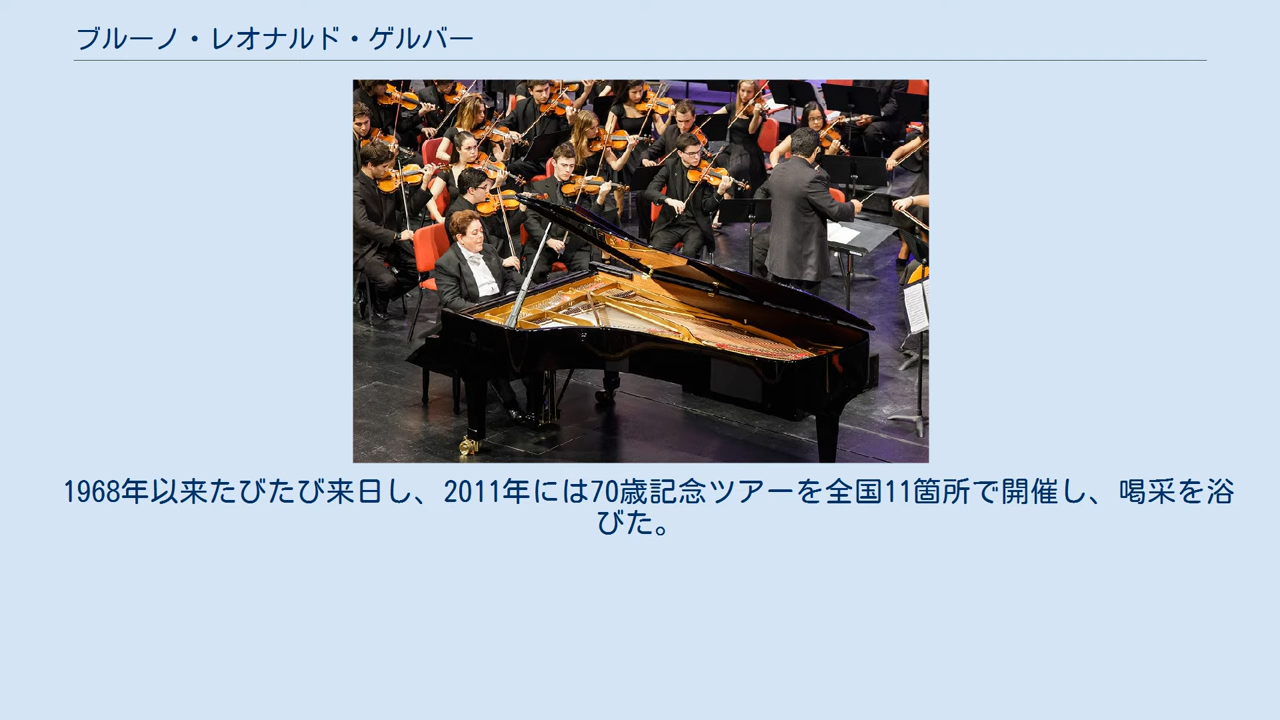 ブルーノ・レオナルド・ゲルバー
1968年以来たびたび来日し、2011年には70歳記念ツアーを全国11箇所で開催し、喝采を浴
びた。